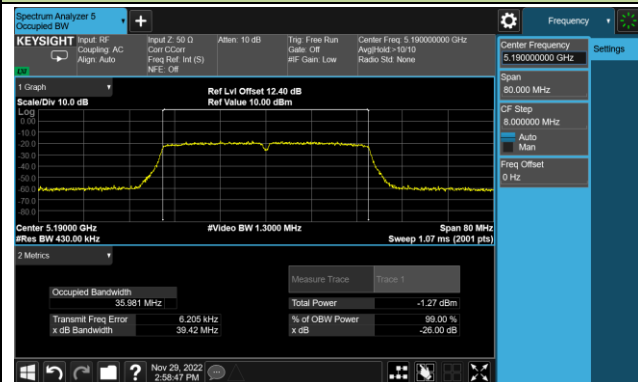 Spectrum Analyzer 5
Occupied BW
Frequency
KEYSIGHT
Input: RF
Coupling: AC
Align: Auto
Input Z: 50 Ω
Corr CCorr
Freq Ref: Int (S)
NFE: Off
Atten: 10 dB
Trig: Free Run
Gate: Off
#IF Gain: Low
Center Freq: 5.190000000 GHz
Avg|Hold:>10/10
Radio Std: None
Center Frequency
5.190000000 GHz
Settings
Span
80.000 MHz
CF Step
8.000000 MHz
Auto
Man
Freq Offset
0 Hz
1 Graph
Scale/Div 10.0 dB
Ref Lvl Offset 12.40 dB
Ref Value 10.00 dBm
Log
0.00
-10.0
-20.0
-30.0
-40.0
-50.0
-60.0
-70.0
-80.0
Center 5.19000 GHz
#Res BW 430.00 kHz
#Video BW 1.3000 MHz
Span 80 MHz
Sweep 1.07 ms (2001 pts)
2 Metrics
Measure Trace
Trace 1
Occupied Bandwidth
35.981 MHz
Total Power
-1.27 dBm
Transmit Freq Error
6.205 kHz
% of OBW Power
99.00 %
x dB Bandwidth
39.42 MHz
x dB
-26.00 dB
?
Nov 29, 2022
2:58:47 PM